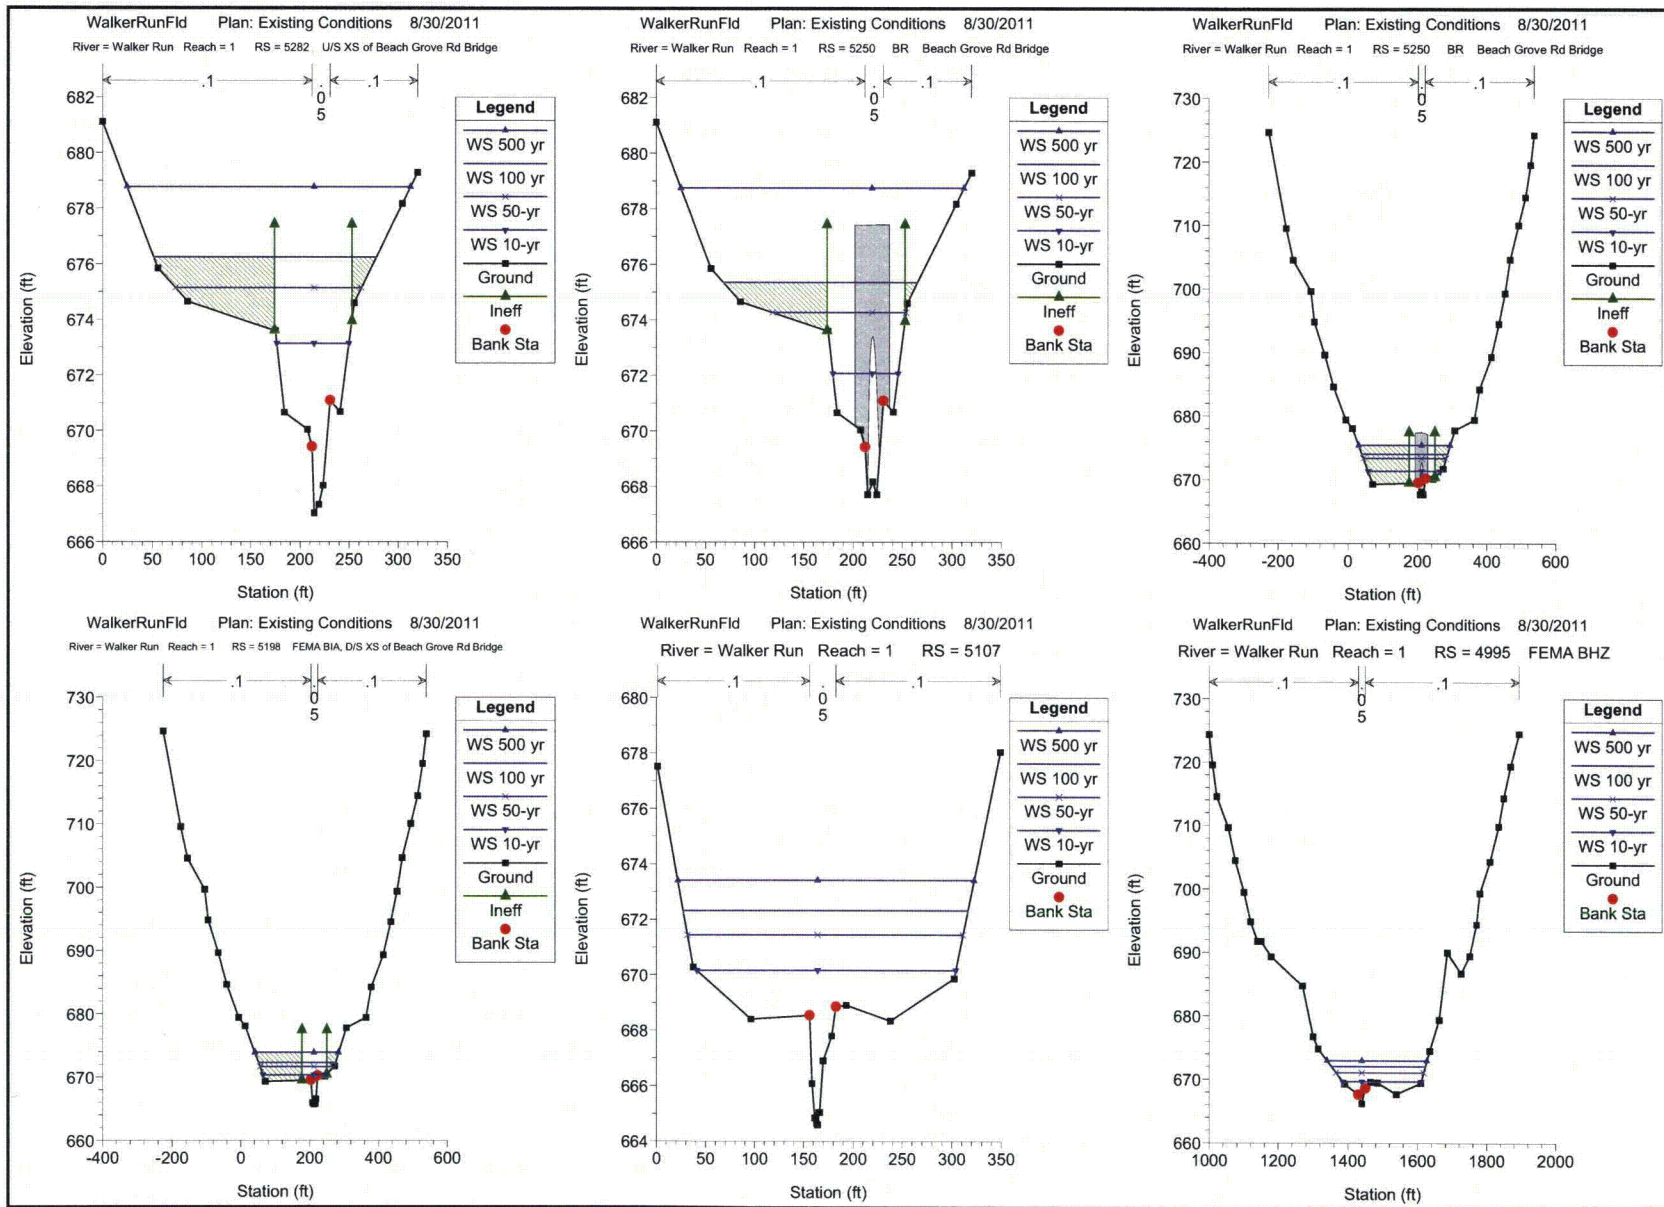 WalkerRunFld Plan: Existing Conditions 8/30/2011
River = Walker Run Reach = 1 RS = 5282 U/S XS of Beach Grove Rd Bridge
.1
.05
.1
682
680
678
676
674
672
670
668
666
0 50 100 150 200 250 300 350
Elevation (ft)
Station (ft)
Legend
WS 500 yr
WS 100 yr
WS 50-yr
WS 10-yr
Ground
Ineff
Bank Sta
WalkerRunFld Plan: Existing Conditions 8/30/2011
River = Walker Run Reach = 1 RS = 5250 BR Beach Grove Rd Bridge
.1
.05
.1
682
680
678
676
674
672
670
668
666
0 50 100 150 200 250 300 350
Elevation (ft)
Station (ft)
Legend
WS 500 yr
WS 100 yr
WS 50-yr
WS 10-yr
Ground
Ineff
Bank Sta
WalkerRunFld Plan: Existing Conditions 8/30/2011
River = Walker Run Reach = 1 RS = 5250 BR Beach Grove Rd Bridge
.1
.05
.1
730
720
710
700
690
680
670
660
-400 -200 0 200 400 600
Elevation (ft)
Station (ft)
Legend
WS 500 yr
WS 100 yr
WS 50-yr
WS 10-yr
Ground
Ineff
Bank Sta
WalkerRunFld Plan: Existing Conditions 8/30/2011
River = Walker Run Reach = 1 RS = 5198 FEMA BIA, D/S XS of Beach Grove Rd Bridge
.1
.05
.1
730
720
710
700
690
680
670
660
-400 -200 0 200 400 600
Elevation (ft)
Station (ft)
Legend
WS 500 yr
WS 100 yr
WS 50-yr
WS 10-yr
Ground
Ineff
Bank Sta
WalkerRunFld Plan: Existing Conditions 8/30/2011
River = Walker Run Reach = 1 RS = 5107
.1
.05
.1
680
678
676
674
672
670
668
666
664
0 50 100 150 200 250 300 350
Elevation (ft)
Station (ft)
Legend
WS 500 yr
WS 100 yr
WS 50-yr
WS 10-yr
Ground
Bank Sta
WalkerRunFld Plan: Existing Conditions 8/30/2011
River = Walker Run Reach = 1 RS = 4995 FEMA BHZ
.1
.05
.1
730
720
710
700
690
680
670
660
1000 1200 1400 1600 1800 2000
Elevation (ft)
Station (ft)
Legend
WS 500 yr
WS 100 yr
WS 50-yr
WS 10-yr
Ground
Bank Sta